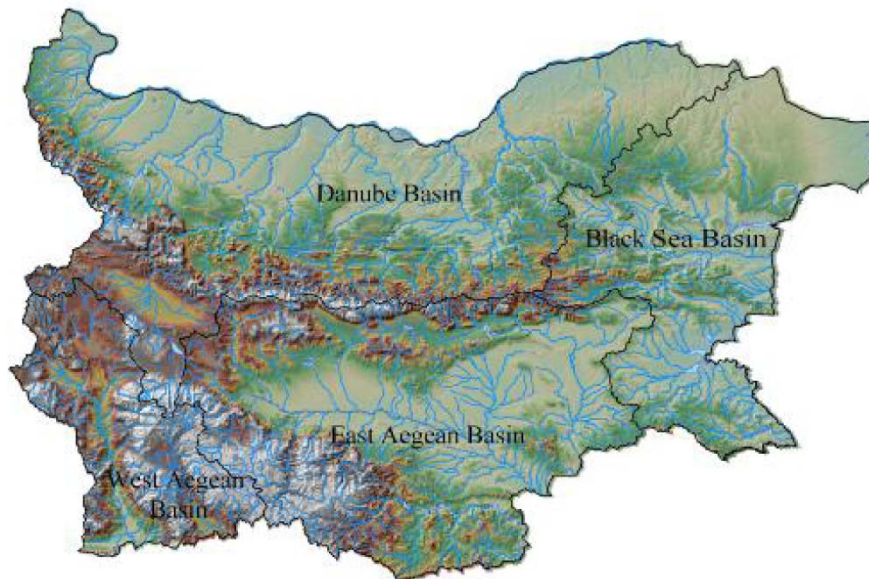 Danube Basin
Black Sea Basin
East Aegean Basin
West Aegean
Basin